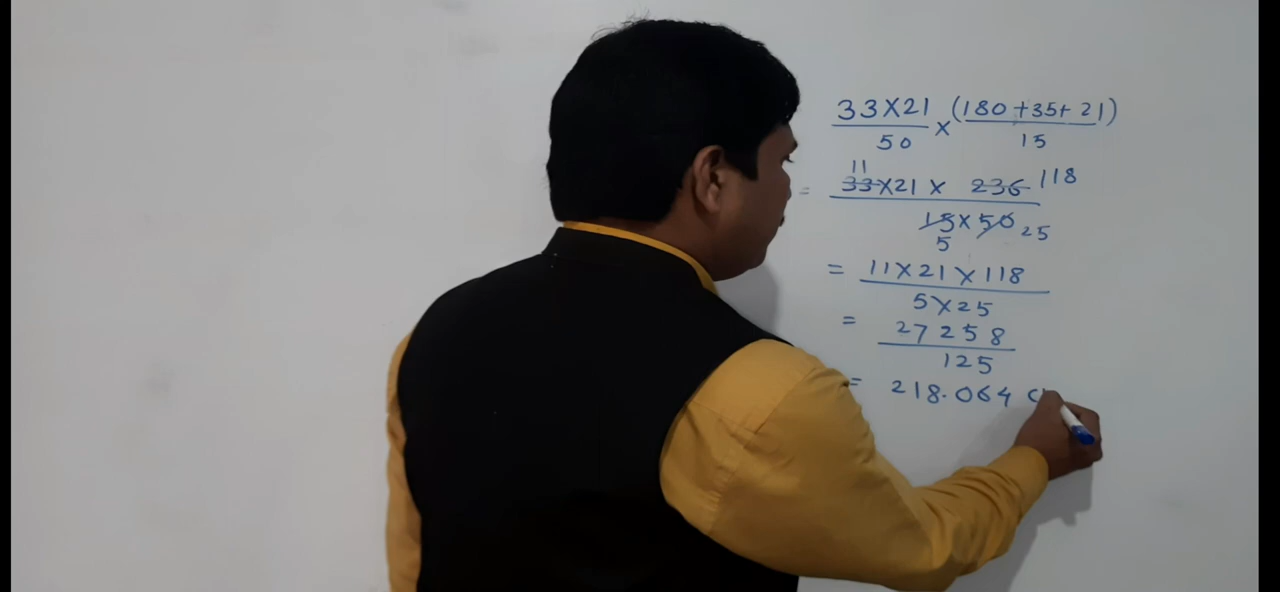 33×21/50 × (180+35+21)/15
= 33×21 × 236/15×50 11 118 5 25
= 11×21×118/5×25
= 27258/125
= 218.064 c